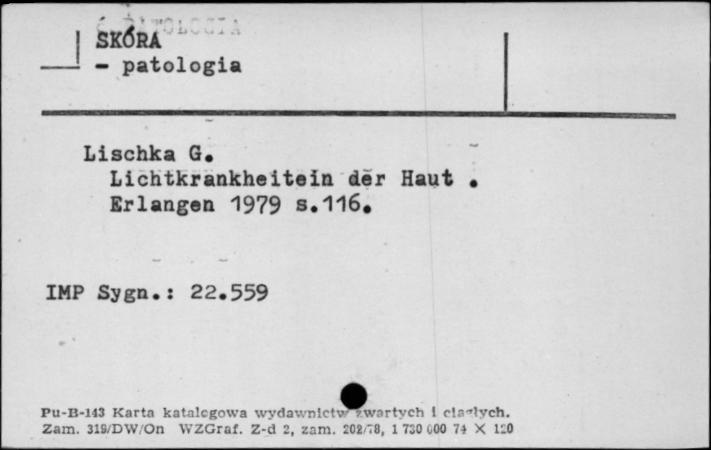 PATOLOGIA
SKÓRA
- patologia
Lischka G.
Lichtkrankheitein der Haut .
Erlangen 1979 s.116.
IMP Sygn.: 22.559
Pu-B-143 Karta katalogowa wydawnictw zwartych i ciągłych.
Zam. 319/DW/On WZGraf. Z-d 2, zam. 202/78, 1 730 000 74 X 120